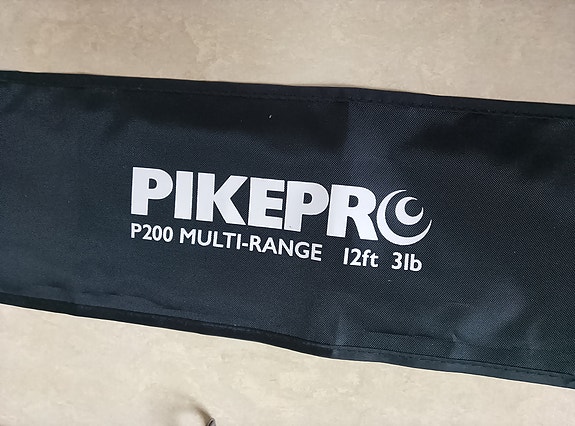 PIKEPRO
P200 MULTI-RANGE 12ft 3lb